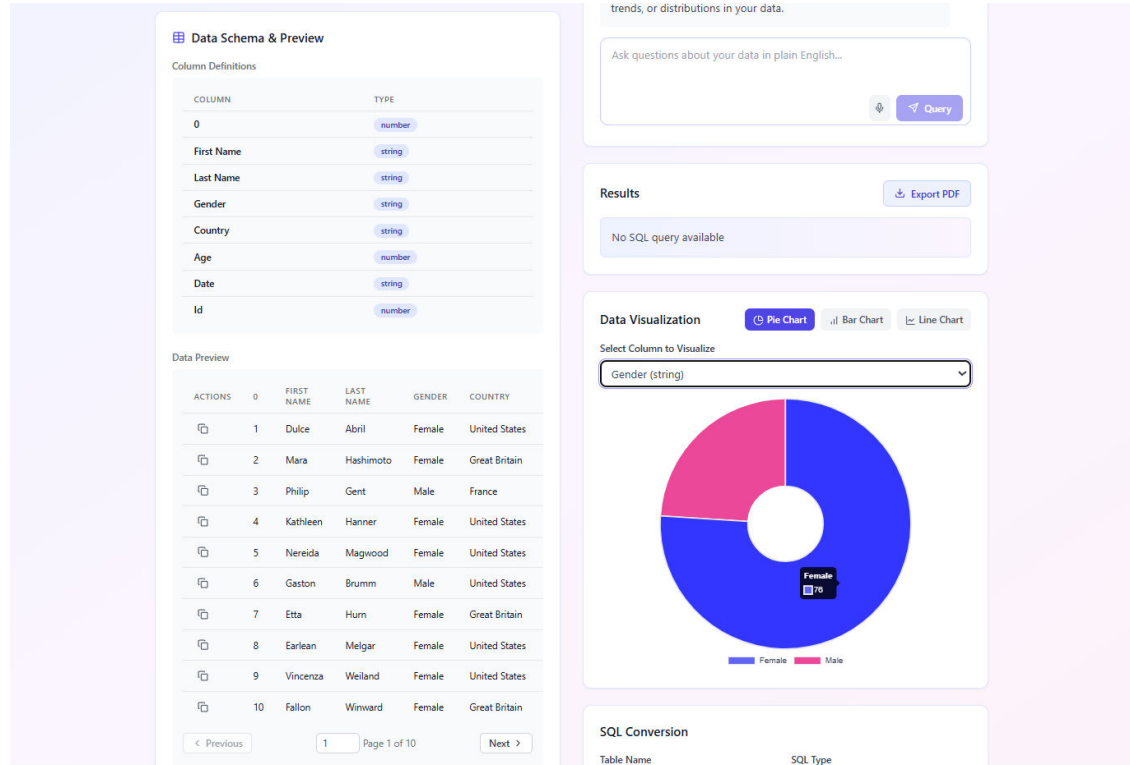 Data Schema & Preview
Column Definitions
COLUMN TYPE
0 number
First Name string
Last Name string
Gender string
Country string
Age number
Date string
Id number
Data Preview
ACTIONS 0 FIRST NAME LAST NAME GENDER COUNTRY
1 Dulce Abril Female United States
2 Mara Hashimoto Female Great Britain
3 Philip Gent Male France
4 Kathleen Hanner Female United States
5 Nereida Magwood Female United States
6 Gaston Brumm Male United States
7 Etta Hurn Female Great Britain
8 Earlean Melgar Female United States
9 Vincenza Weiland Female United States
10 Fallon Winward Female Great Britain
< Previous 1 Page 1 of 10 Next >
trends, or distributions in your data.
Ask questions about your data in plain English...
Query
Results Export PDF
No SQL query available
Data Visualization Pie Chart Bar Chart Line Chart
Select Column to Visualize
Gender (string)
Female
76
Female Male
SQL Conversion
Table Name SQL Type